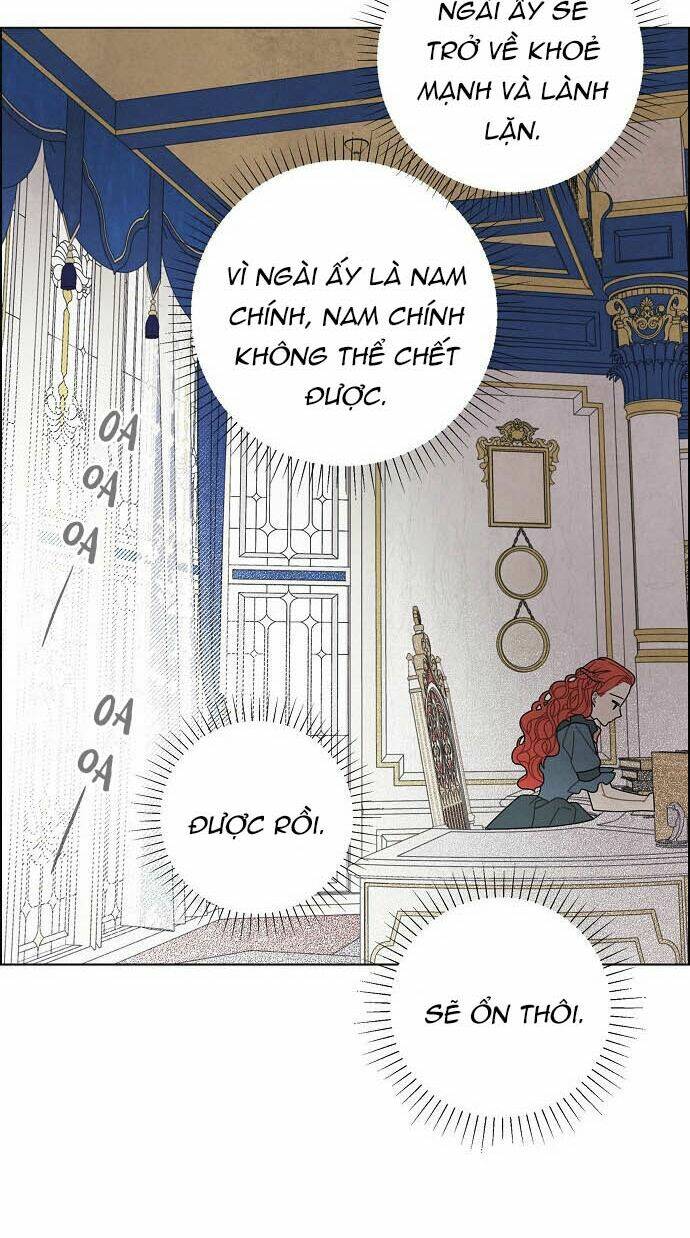 NGÀI ẤY SẼ
TRỞ VỀ KHOẺ
MẠNH VÀ LÀNH
LẶN.
VÌ NGÀI ẤY LÀ NAM
CHÍNH, NAM CHÍNH
KHÔNG THỂ CHẾT
ĐƯỢC.
OA
OA
OA
OA
OA
ĐƯỢC RỒI.
SẼ ỔN THÔI.